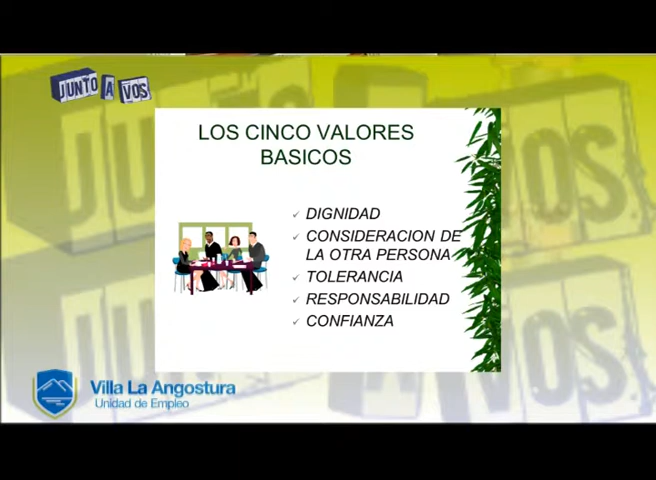 JUNTO A VOS
LOS CINCO VALORES
BASICOS
✓ DIGNIDAD
✓ CONSIDERACION DE
LA OTRA PERSONA
✓ TOLERANCIA
✓ RESPONSABILIDAD
✓ CONFIANZA
Villa La Angostura
Unidad de Empleo